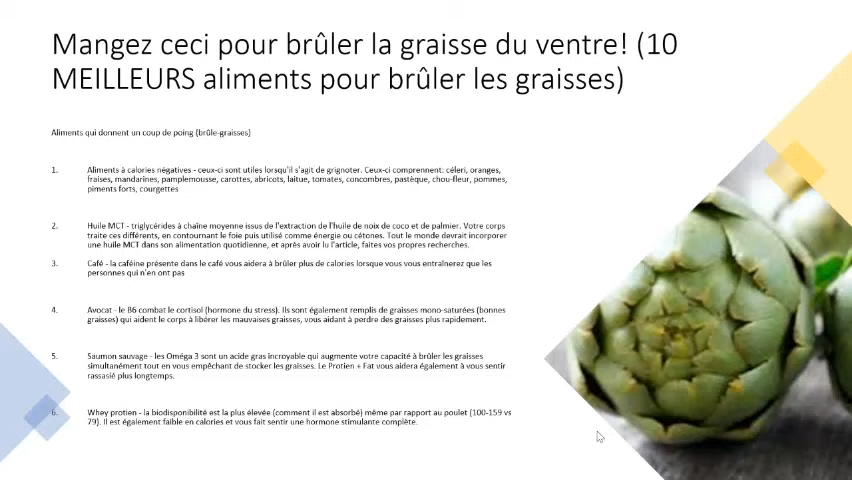 Mangez ceci pour brûler la graisse du ventre! (10
MEILLEURS aliments pour brûler les graisses)
Aliments qui donnent un coup de poing (brûle-graisses)
1. Aliments à calories négatives - ceux-ci sont utiles lorsqu'il s'agit de grignoter. Ceux-ci comprennent: céleri, oranges,
fraises, mandarines, pamplemousse, carottes, abricots, laitue, tomates, concombres, pastèque, chou-fleur, pommes,
piments forts, courgettes
2. Huile MCT - triglycérides à chaîne moyenne issus de l'extraction de l'huile de noix de coco et de palmier. Votre corps
traite ces différents, en contournant le foie puis utilisé comme énergie ou cétones. Tout le monde devrait incorporer
une huile MCT dans son alimentation quotidienne, et après avoir lu l'article, faites vos propres recherches.
3. Café - la caféine présente dans le café vous aidera à brûler plus de calories lorsque vous vous entraînerez que les
personnes qui n'en ont pas
4. Avocat - le B6 combat le cortisol (hormone du stress). Ils sont également remplis de graisses mono-saturées (bonnes
graisses) qui aident le corps à libérer les mauvaises graisses, vous aidant à perdre des graisses plus rapidement.
5. Saumon sauvage - les Oméga 3 sont un acide gras incroyable qui augmente votre capacité à brûler les graisses
simultanément tout en vous empêchant de stocker les graisses. Le Protien + Fat vous aidera également à vous sentir
rassasié plus longtemps.
6. Whey protien - la biodisponibilité est la plus élevée (comment il est absorbé) même par rapport au poulet (100-159 vs
79). Il est également faible en calories et vous fait sentir une hormone stimulante complète.